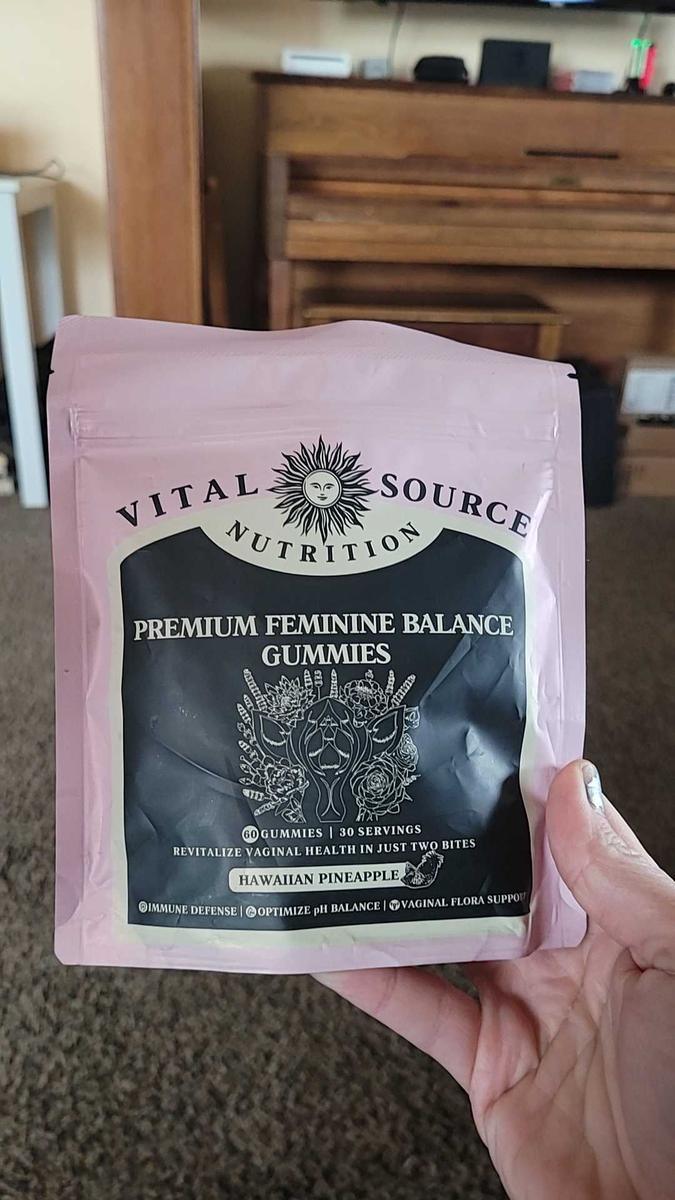 VITAL SOURCE
NUTRITION
PREMIUM FEMININE BALANCE
GUMMIES
60 GUMMIES | 30 SERVINGS
REVITALIZE VAGINAL HEALTH IN JUST TWO BITES
HAWAIIAN PINEAPPLE
IMMUNE DEFENSE | OPTIMIZE pH BALANCE | VAGINAL FLORA SUPPO